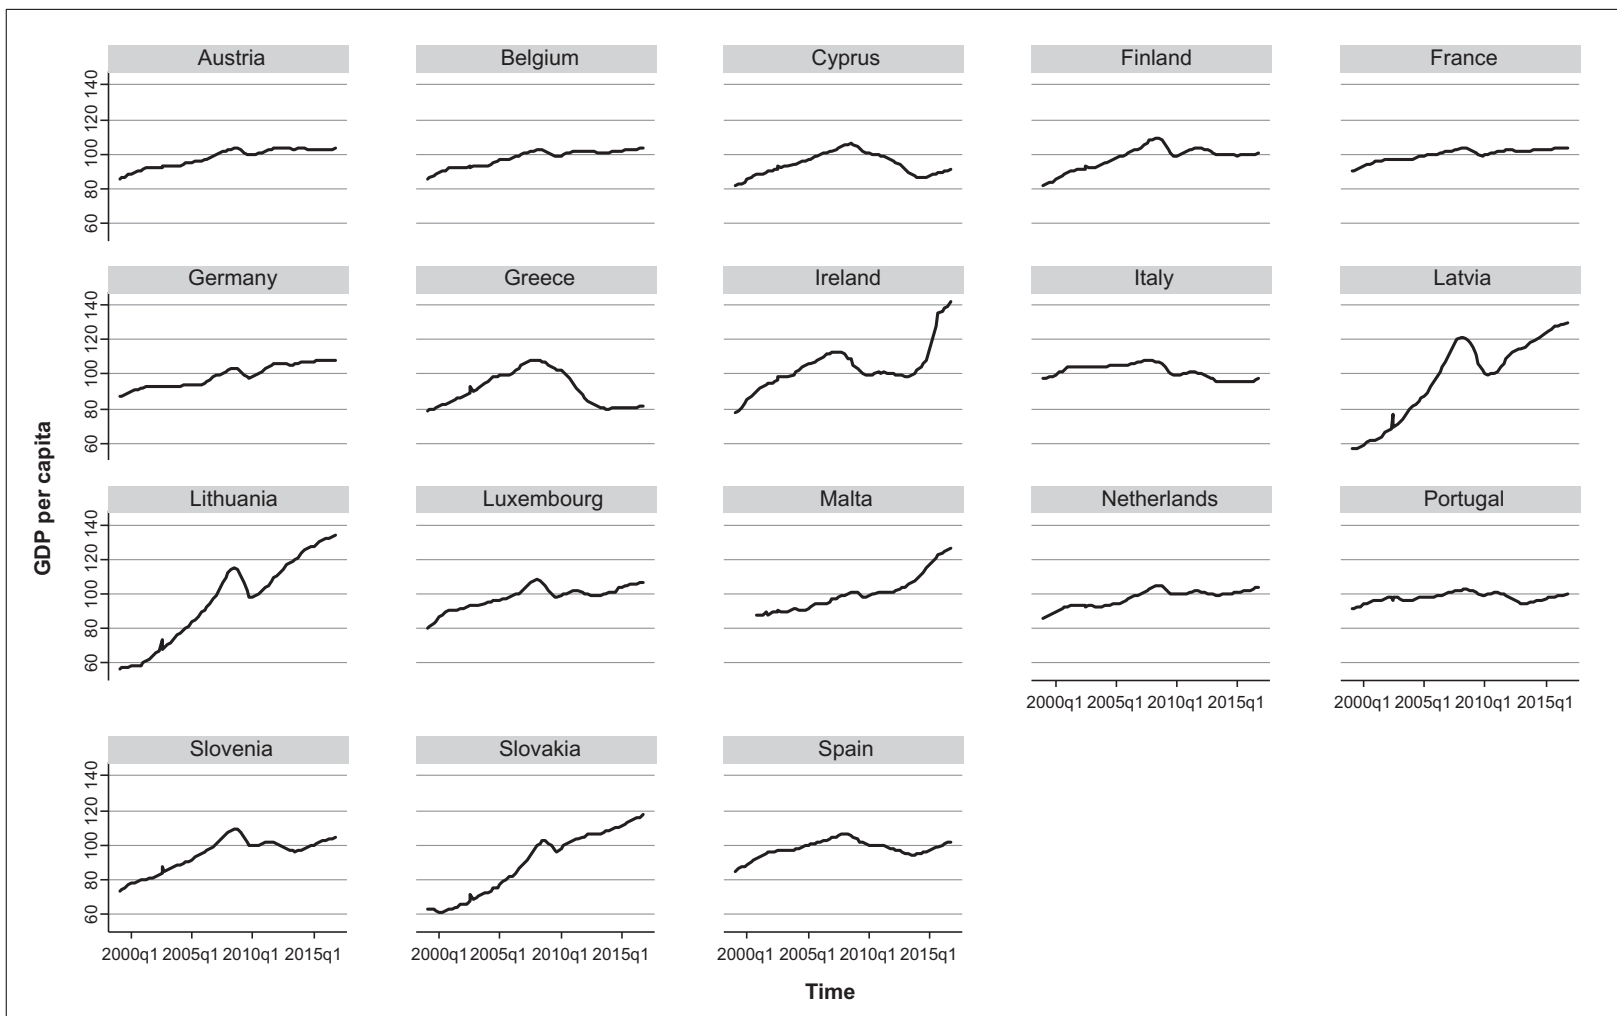 Austria Belgium Cyprus Finland France
140
120
100
80
60
Germany Greece Ireland Italy Latvia
140
120
100
80
60
GDP per capita
Lithuania Luxembourg Malta Netherlands Portugal
140
120
100
80
60
2000q1 2005q1 2010q1 2015q1 2000q1 2005q1 2010q1 2015q1
Slovenia Slovakia Spain
140
120
100
80
60
2000q1 2005q1 2010q1 2015q1 2000q1 2005q1 2010q1 2015q1 2000q1 2005q1 2010q1 2015q1
Time